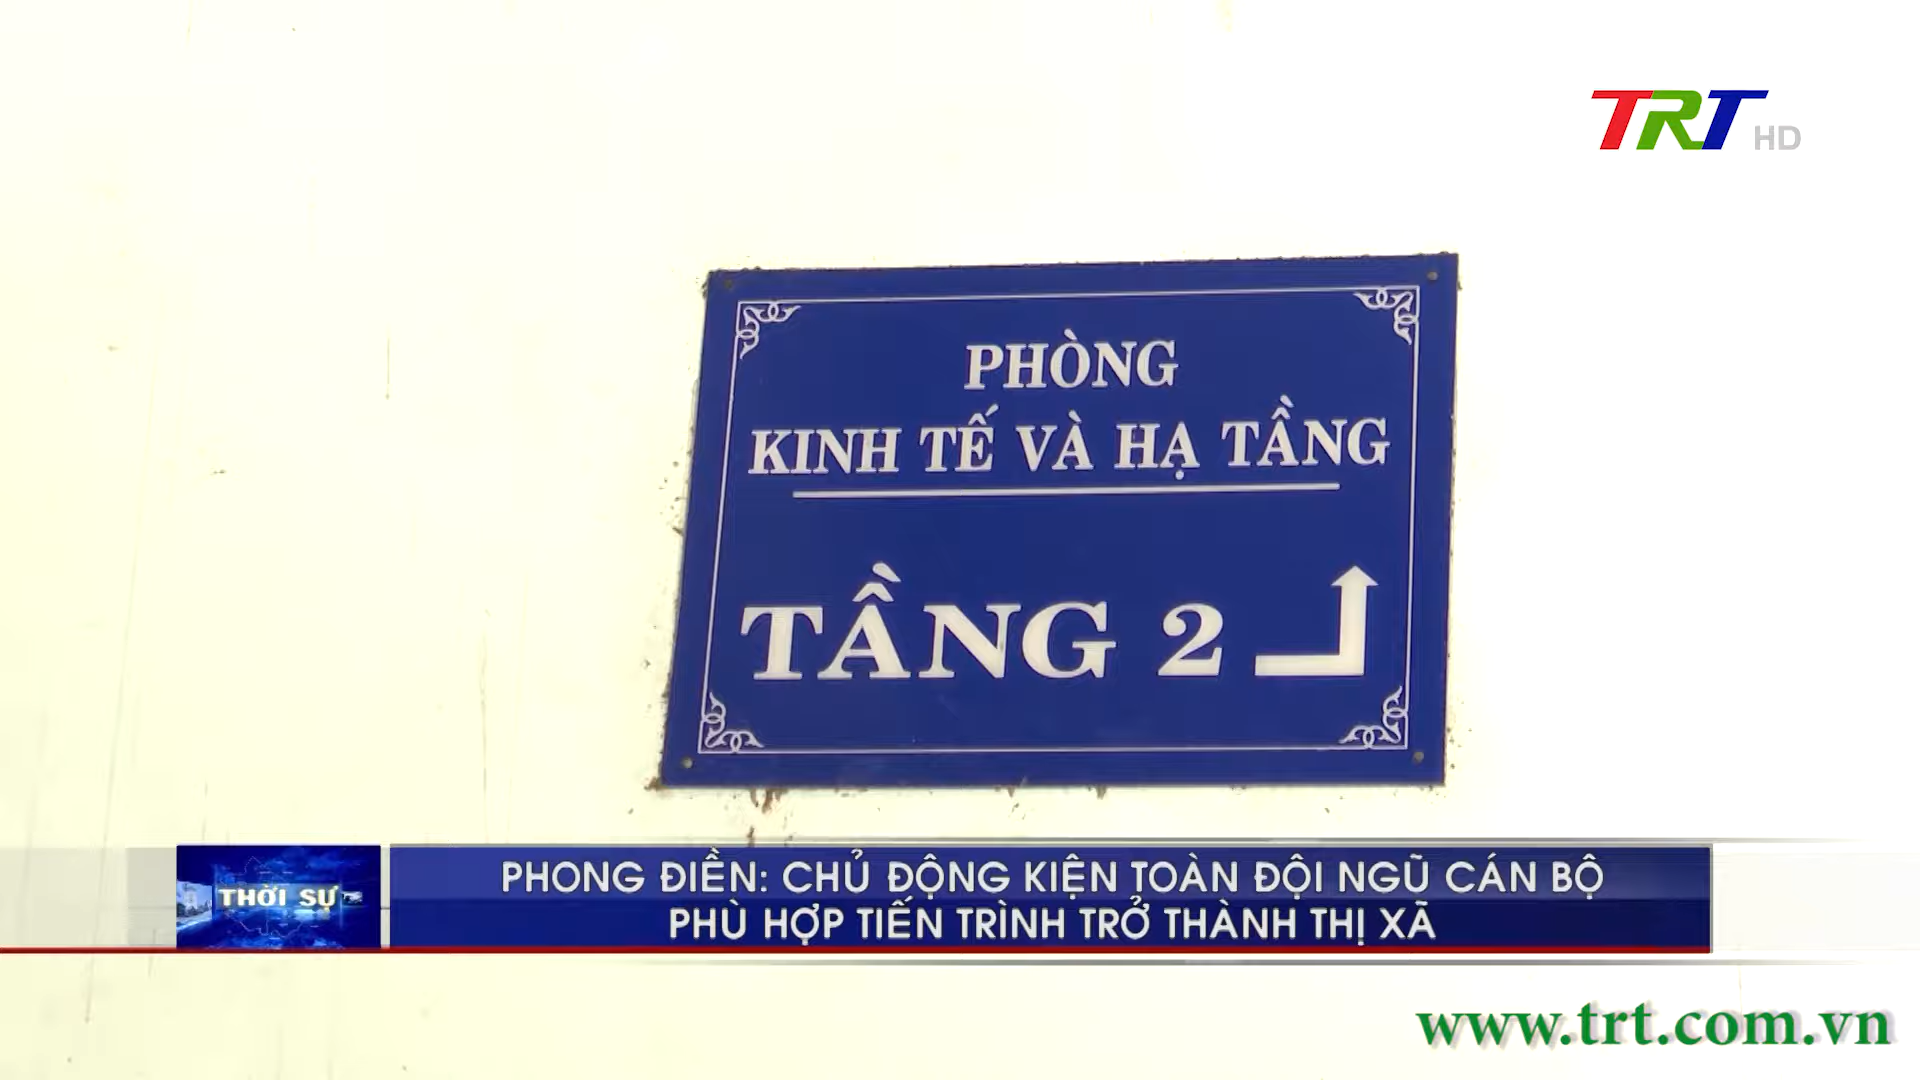 TRT HD
PHÒNG
KINH TẾ VÀ HẠ TẦNG
TẦNG 2
THỜI SỰ
PHONG ĐIỀN: CHỦ ĐỘNG KIỆN TOÀN ĐỘI NGŨ CÁN BỘ
PHÙ HỢP TIẾN TRÌNH TRỞ THÀNH THỊ XÃ
www.trt.com.vn